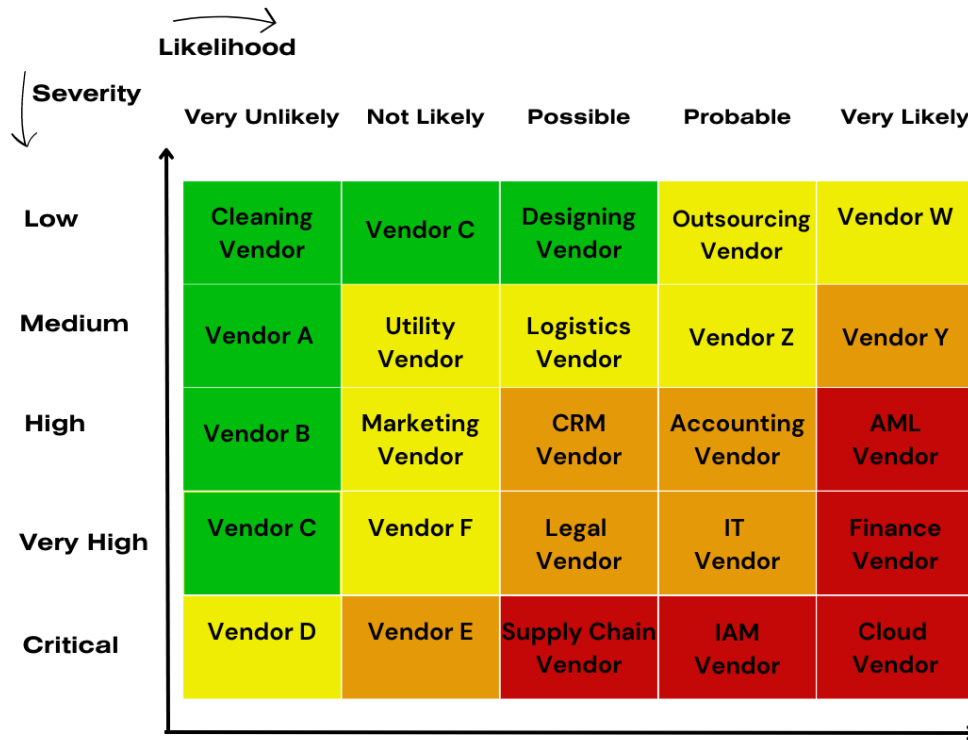 Likelihood
Severity
Very Unlikely Not Likely Possible Probable Very Likely
Low
Cleaning
Vendor
Vendor C
Designing
Vendor
Outsourcing
Vendor
Vendor W
Medium
Vendor A
Utility
Vendor
Logistics
Vendor
Vendor Z
Vendor Y
High
Vendor B
Marketing
Vendor
CRM
Vendor
Accounting
Vendor
AML
Vendor
Very High
Vendor C
Vendor F
Legal
Vendor
IT
Vendor
Finance
Vendor
Critical
Vendor D
Vendor E
Supply Chain
Vendor
IAM
Vendor
Cloud
Vendor